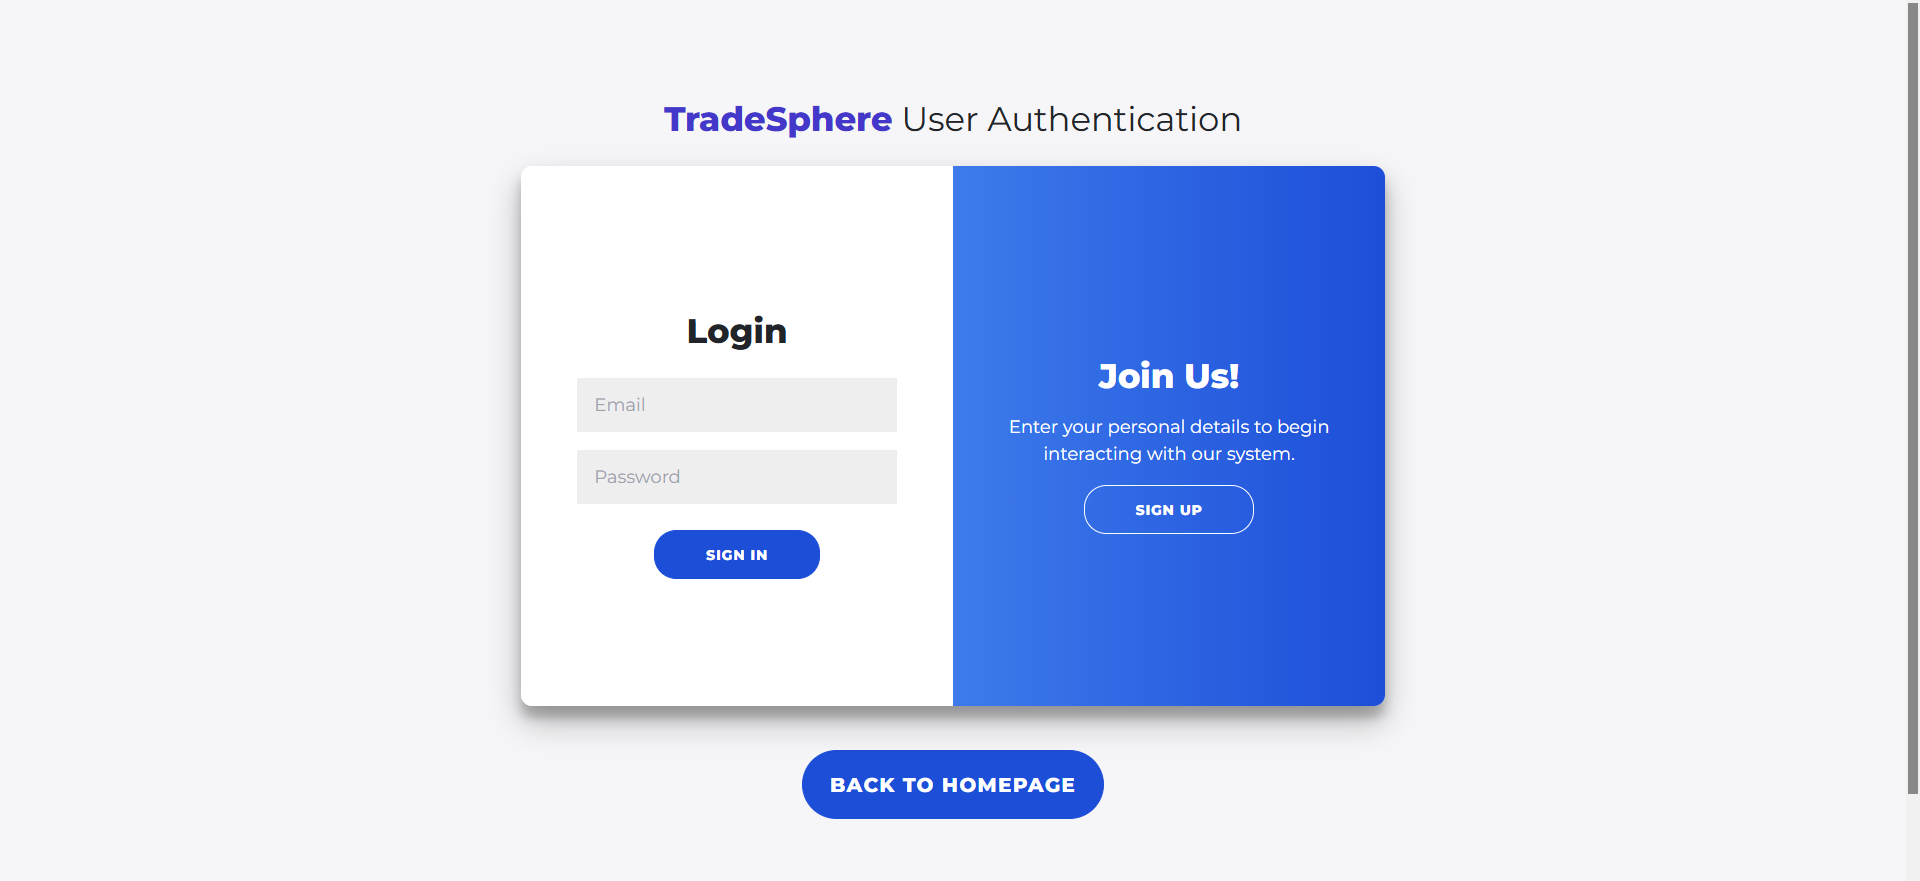 TradeSphere User Authentication
Login
Email
Password
SIGN IN
Join Us!
Enter your personal details to begin
interacting with our system.
SIGN UP
BACK TO HOMEPAGE